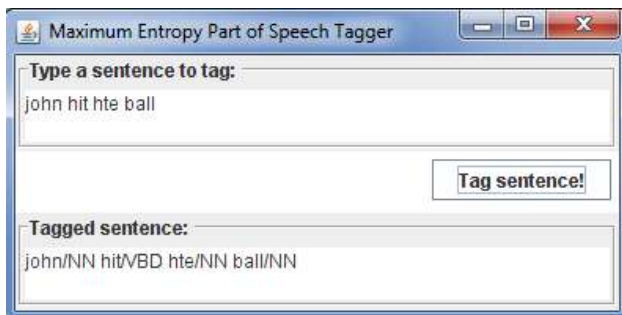 Maximum Entropy Part of Speech Tagger
Type a sentence to tag:
john hit hte ball
Tag sentence!
Tagged sentence:
john/NN hit/VBD hte/NN ball/NN